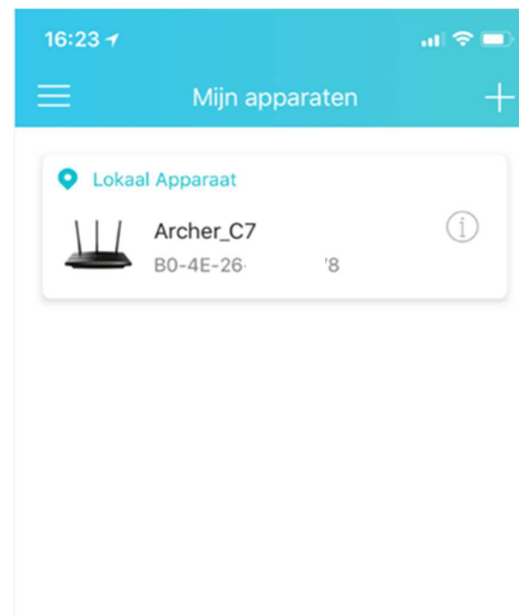 16:23
Mijn apparaten
Lokaal Apparaat
Archer_C7
B0-4E-26- '8